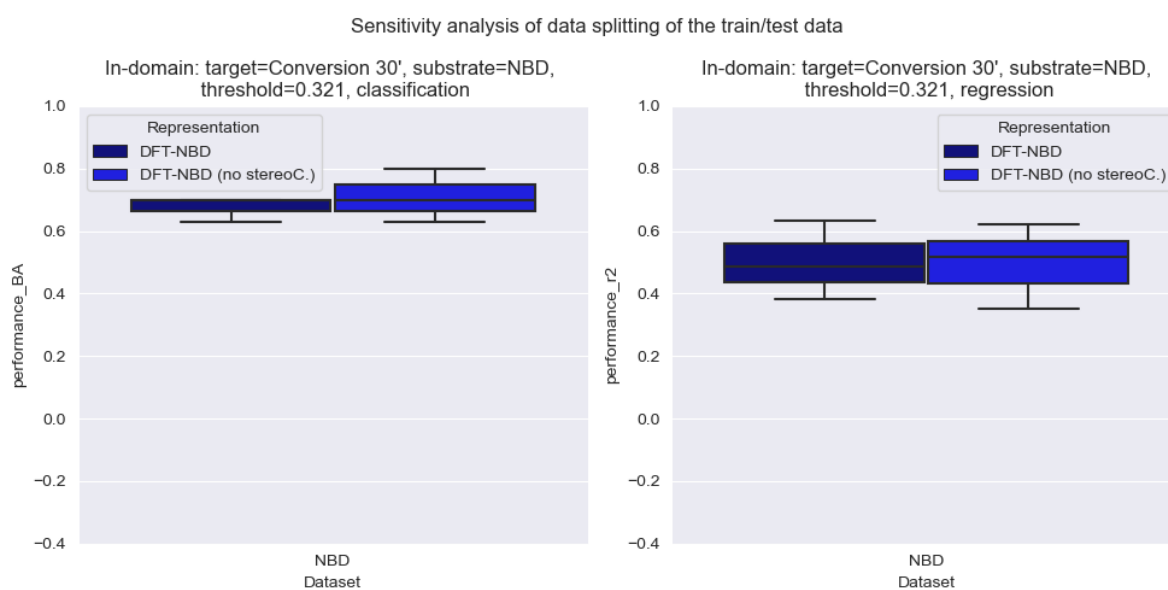 Sensitivity analysis of data splitting of the train/test data
In-domain: target=Conversion 30', substrate=NBD,
threshold=0.321, classification
performance_BA
1.0
0.8
0.6
0.4
0.2
0.0
−0.2
−0.4
Representation
DFT-NBD
DFT-NBD (no stereoC.)
NBD
Dataset
In-domain: target=Conversion 30', substrate=NBD,
threshold=0.321, regression
performance_r2
1.0
0.8
0.6
0.4
0.2
0.0
−0.2
−0.4
Representation
DFT-NBD
DFT-NBD (no stereoC.)
NBD
Dataset